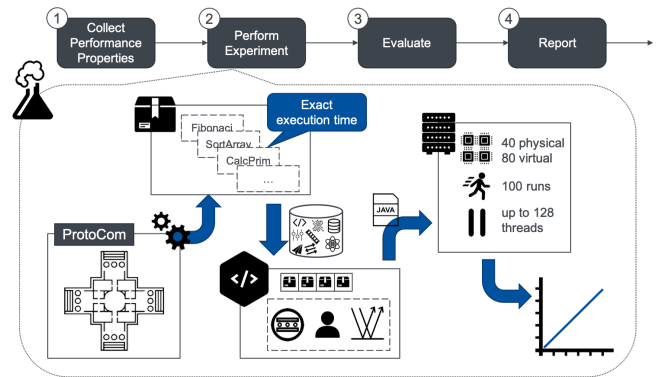 1
Collect
Performance
Properties
2
Perform
Experiment
3
Evaluate
4
Report
Exact
execution time
Fibonaci
SortArray
CalcPrim
...
ProtoCom
</>
</>
JAVA
40 physical
80 virtual
100 runs
up to 128
threads